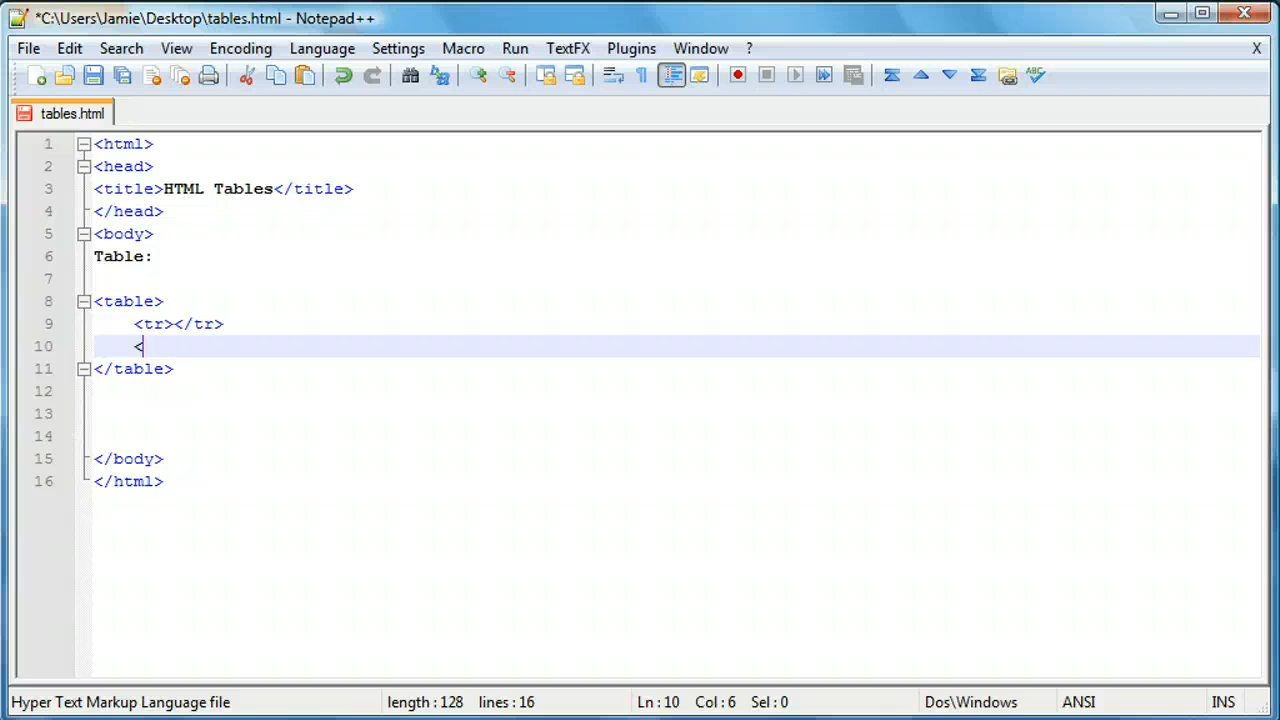 *C:\Users\Jamie\Desktop\tables.html - Notepad++
File Edit Search View Encoding Language Settings Macro Run TextFX Plugins Window ? X
tables.html
1 <html>
2 <head>
3 <title>HTML Tables</title>
4 </head>
5 <body>
6 Table:
7
8 <table>
9 <tr></tr>
10 <
11 </table>
12
13
14
15 </body>
16 </html>
Hyper Text Markup Language file length : 128 lines : 16 Ln : 10 Col : 6 Sel : 0 Dos\Windows ANSI INS